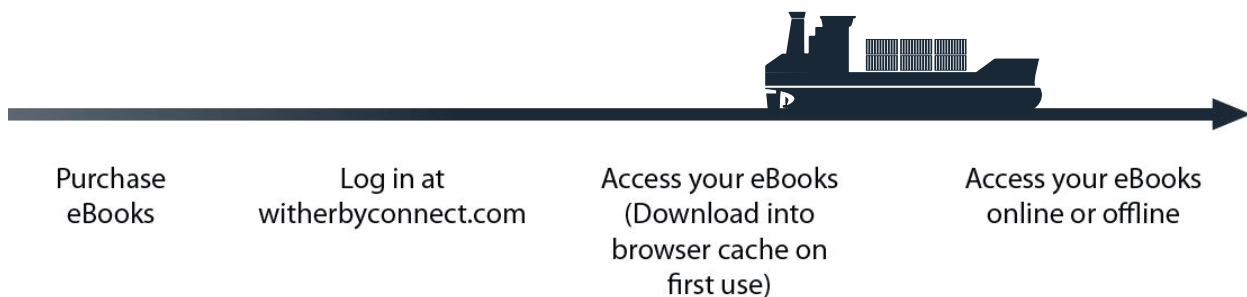 Purchase
eBooks
Log in at
witherbyconnect.com
Access your eBooks
(Download into
browser cache on
first use)
Access your eBooks
online or offline